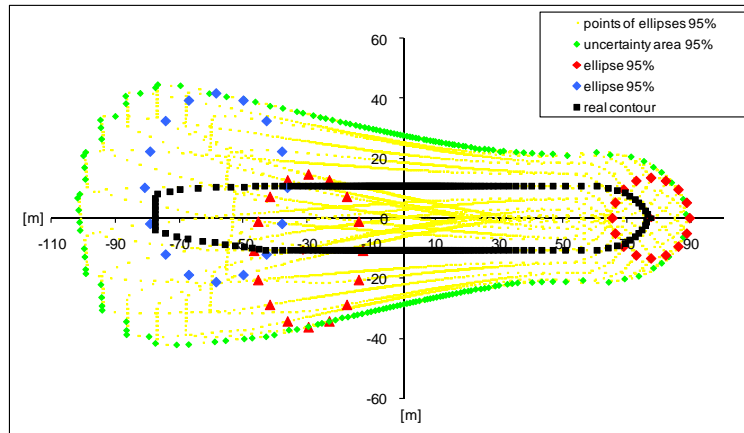 points of ellipses 95%
uncertainty area 95%
ellipse 95%
ellipse 95%
real contour
60
40
20
0
-20
-40
-60
[m]
[m]
-110 -90 -70 -50 -30 -10 10 30 50 70 90